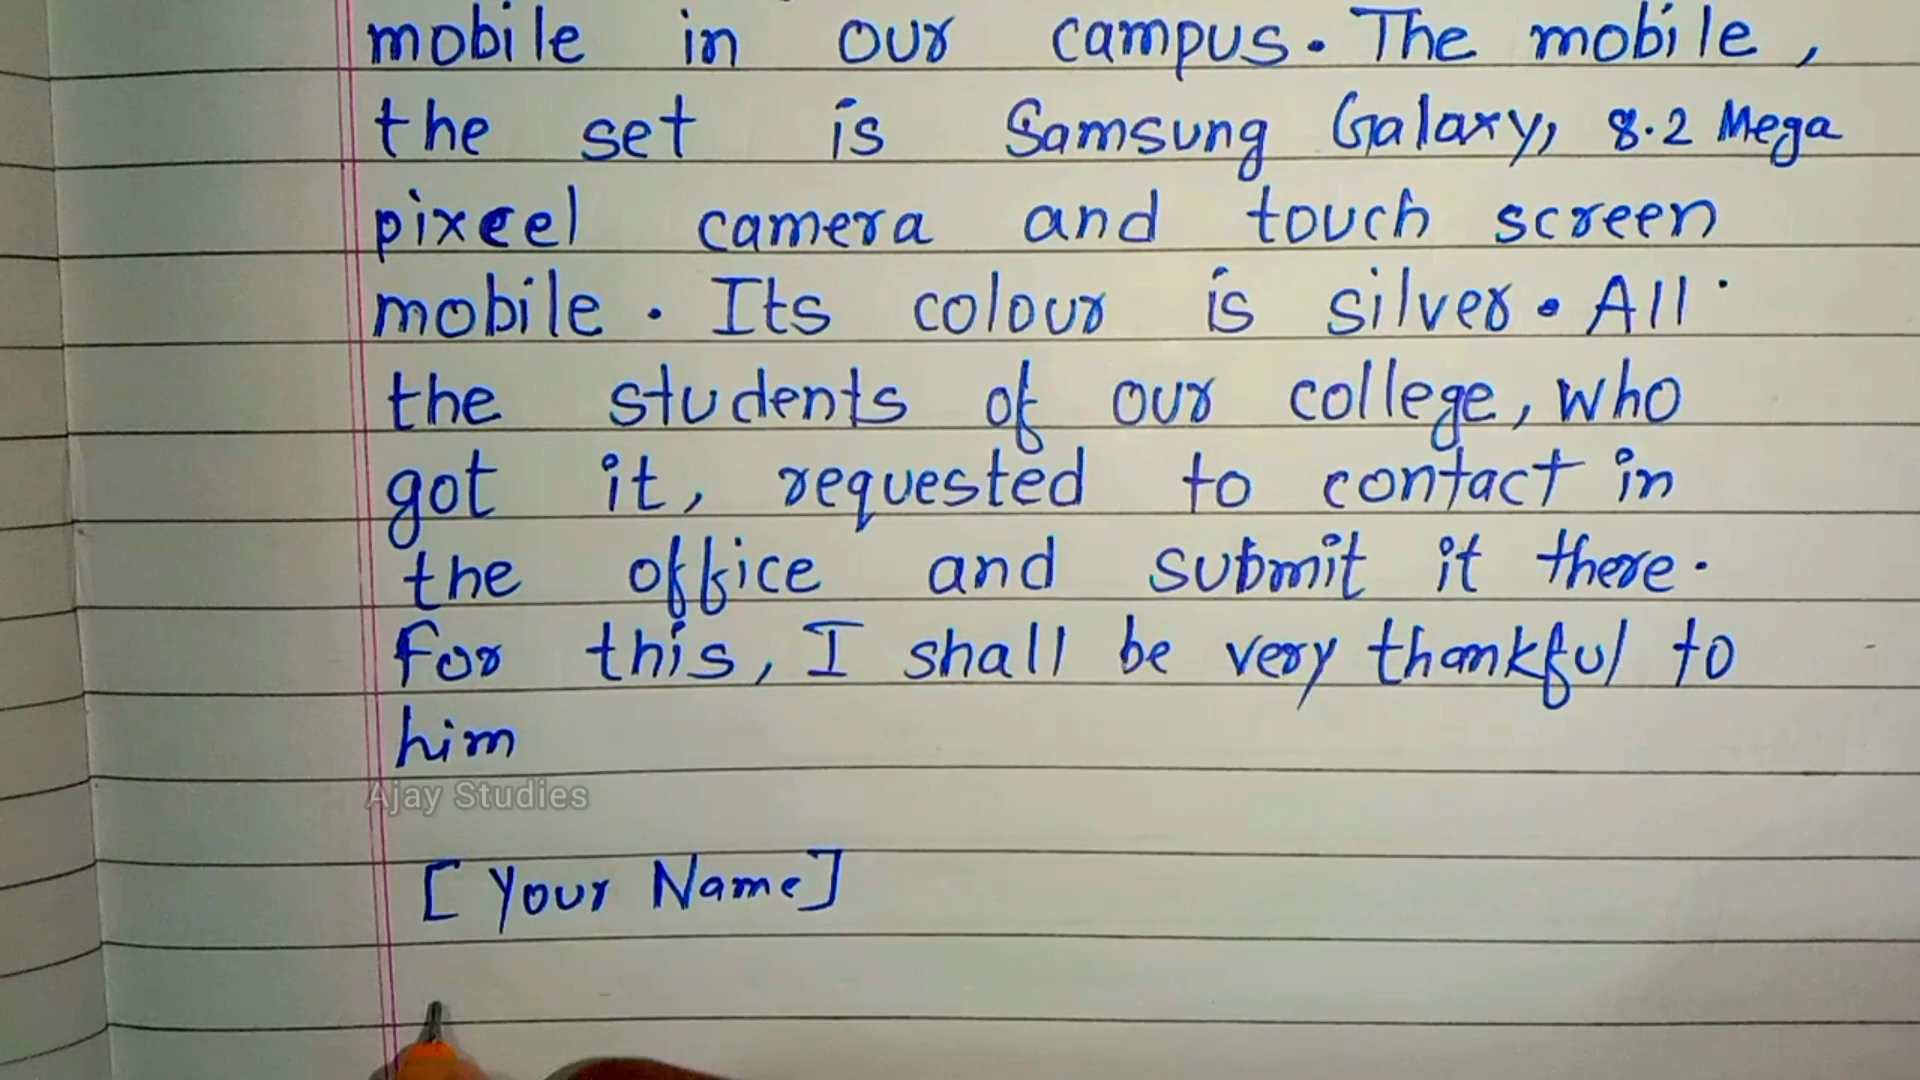 mobile in our campus. The mobile,
the set is Samsung Galaxy, 8.2 Mega
pixeel camera and touch screen
mobile. Its colour is silver. All
the students of our college, who
got it, requested to contact in
the office and submit it there.
For this, I shall be very thankful to
him
Ajay Studies
[Your Name]